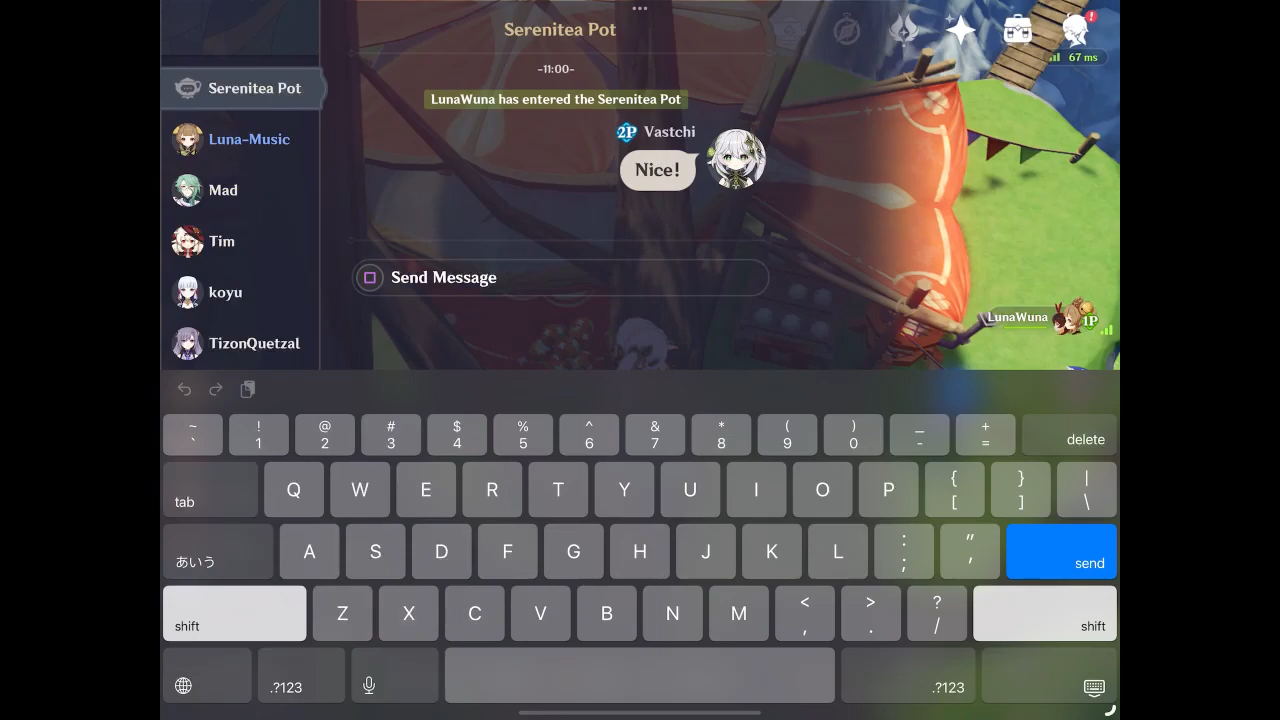 Serenitea Pot
67 ms
-11:00-
LunaWuna has entered the Serenitea Pot
2P Vastchi
Nice!
Serenitea Pot
Luna-Music
Mad
Tim
koyu
TizonQuetzal
Send Message
LunaWuna 1P
~ ! @ # $ % ^ & * ( ) _ +
` 1 2 3 4 5 6 7 8 9 0 - = delete
tab Q W E R T Y U I O P { [ } ] | \
あいう A S D F G H J K L : ; " ' send
shift Z X C V B N M < , > . ? / shift
.?123 .?123